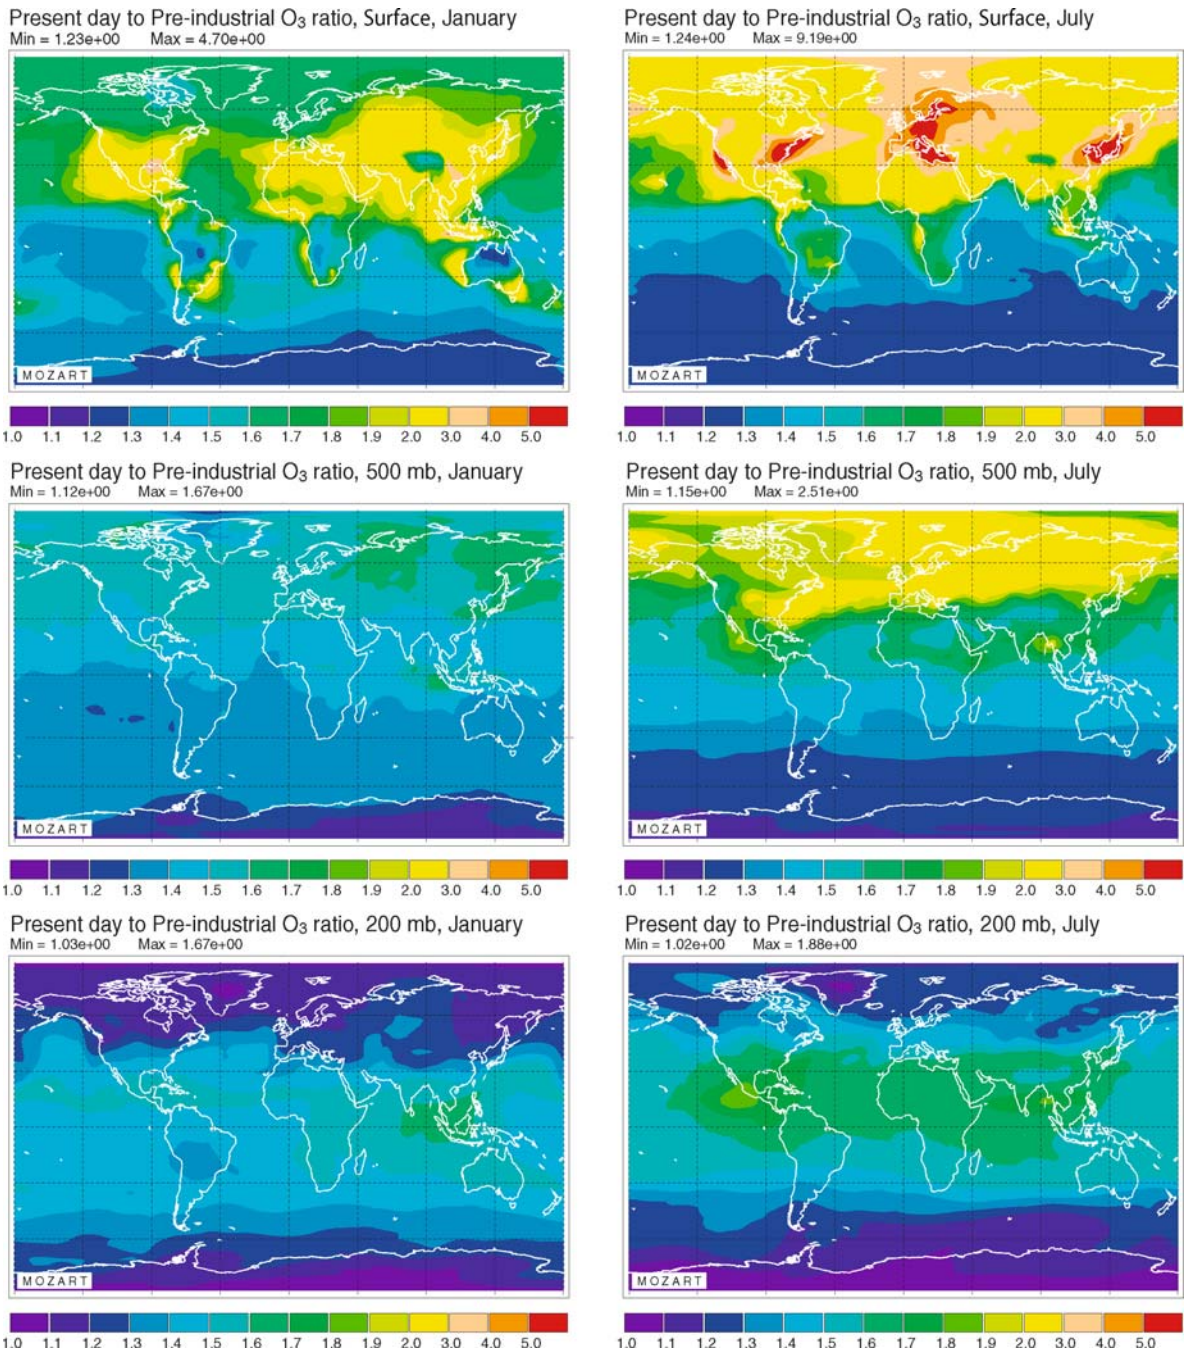 Present day to Pre-industrial O₃ ratio, Surface, January
Min = 1.23e+00 Max = 4.70e+00
MOZART
1.0 1.1 1.2 1.3 1.4 1.5 1.6 1.7 1.8 1.9 2.0 3.0 4.0 5.0
Present day to Pre-industrial O₃ ratio, Surface, July
Min = 1.24e+00 Max = 9.19e+00
MOZART
1.0 1.1 1.2 1.3 1.4 1.5 1.6 1.7 1.8 1.9 2.0 3.0 4.0 5.0
Present day to Pre-industrial O₃ ratio, 500 mb, January
Min = 1.12e+00 Max = 1.67e+00
MOZART
1.0 1.1 1.2 1.3 1.4 1.5 1.6 1.7 1.8 1.9 2.0 3.0 4.0 5.0
Present day to Pre-industrial O₃ ratio, 500 mb, July
Min = 1.15e+00 Max = 2.51e+00
MOZART
1.0 1.1 1.2 1.3 1.4 1.5 1.6 1.7 1.8 1.9 2.0 3.0 4.0 5.0
Present day to Pre-industrial O₃ ratio, 200 mb, January
Min = 1.03e+00 Max = 1.67e+00
MOZART
1.0 1.1 1.2 1.3 1.4 1.5 1.6 1.7 1.8 1.9 2.0 3.0 4.0 5.0
Present day to Pre-industrial O₃ ratio, 200 mb, July
Min = 1.02e+00 Max = 1.88e+00
MOZART
1.0 1.1 1.2 1.3 1.4 1.5 1.6 1.7 1.8 1.9 2.0 3.0 4.0 5.0